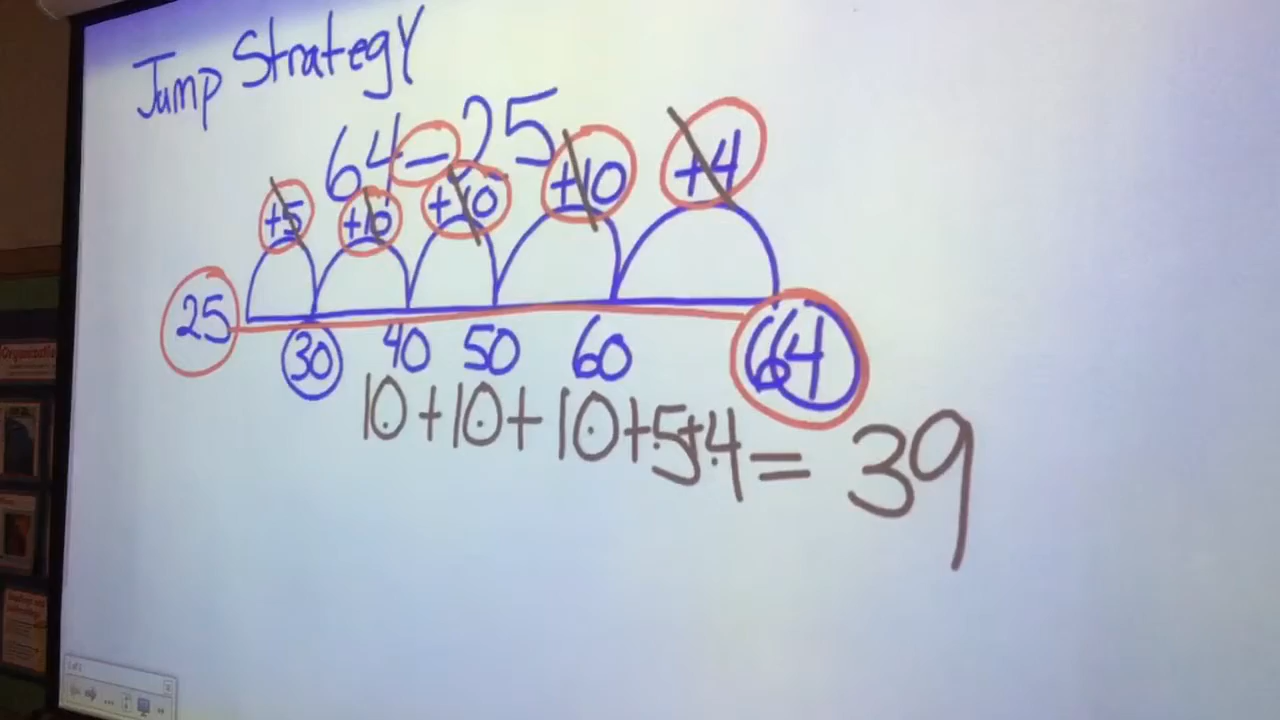 Jump Strategy
64-25
+5 +10 +10 +10 +4
25 30 40 50 60 64
10+10+10+5+4= 39